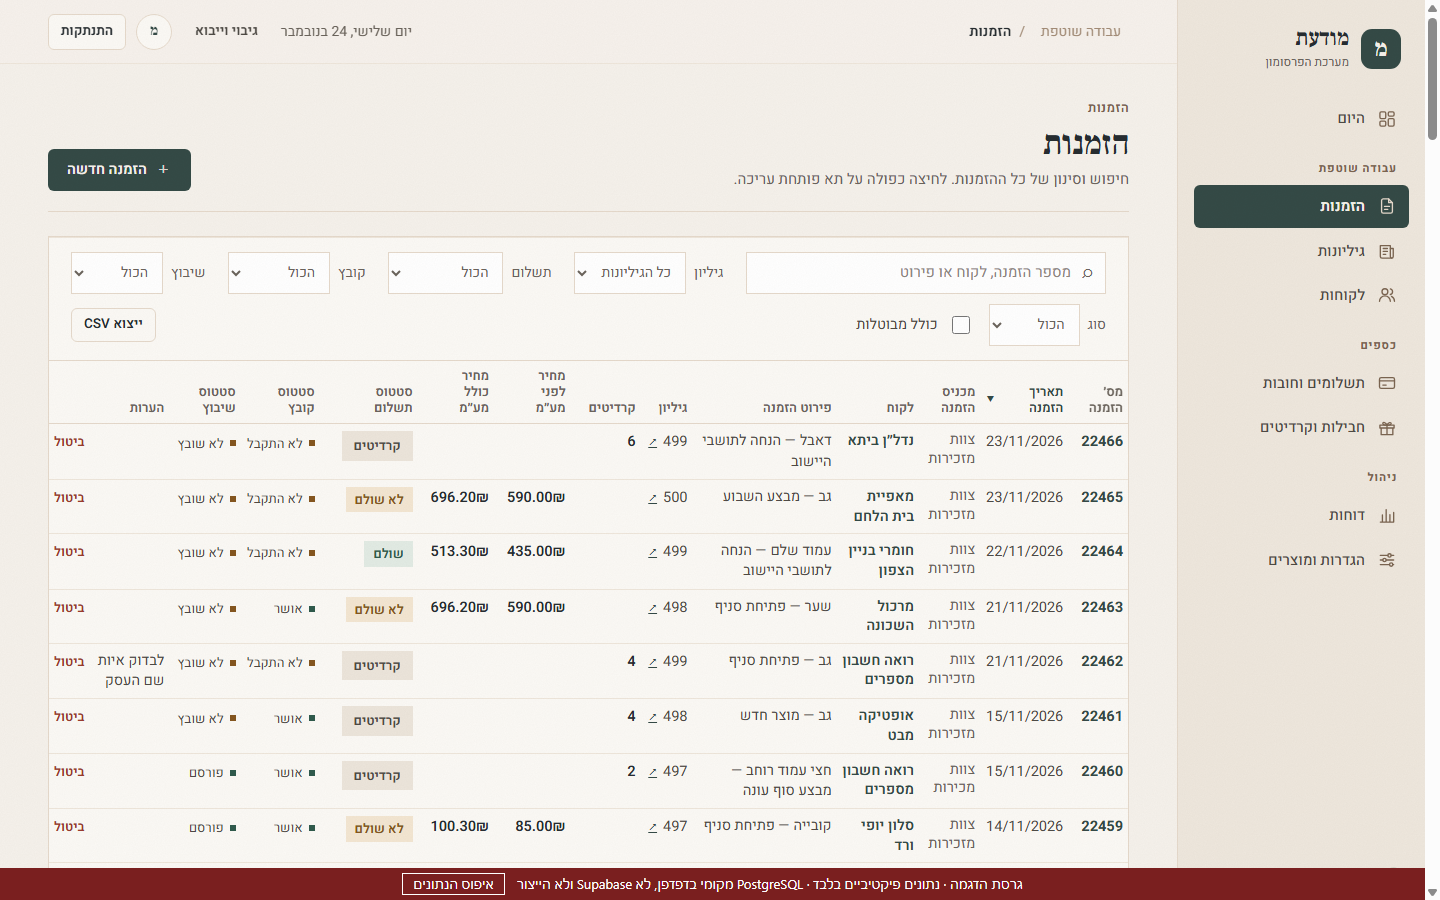 מ
מודעת
מערכת הפרסומון
היום
עבודה שוטפת
הזמנות
גיליונות
לקוחות
כספים
תשלומים וחובות
חבילות וקרדיטים
ניהול
דוחות
הגדרות ומוצרים
עבודה שוטפת / הזמנות
יום שלישי, 24 בנובמבר
גיבוי וייבוא
מ
התנתקות
הזמנות
הזמנות
חיפוש וסינון של כל ההזמנות. לחיצה כפולה על תא פותחת עריכה.
+ הזמנה חדשה
מספר הזמנה, לקוח או פירוט
גיליון כל הגיליונות
תשלום הכול
קובץ הכול
שיבוץ הכול
סוג הכול
כולל מבוטלות
ייצוא CSV
מס׳ הזמנה תאריך הזמנה ▼ מכניס הזמנה לקוח פירוט הזמנה גיליון קרדיטים מחיר לפני מע״מ מחיר כולל מע״מ סטטוס תשלום סטטוס קובץ סטטוס שיבוץ הערות
22466 23/11/2026 צוות מזכירות נדל״ן ביתא דאבל — הנחה לתושבי היישוב 499 ↗ 6 קרדיטים לא התקבל לא שובץ ביטול
22465 23/11/2026 צוות מזכירות מאפיית בית הלחם גב — מבצע השבוע 500 ↗ 590.00₪ 696.20₪ לא שולם לא התקבל לא שובץ ביטול
22464 22/11/2026 צוות מזכירות חומרי בניין הצפון עמוד שלם — הנחה לתושבי היישוב 499 ↗ 435.00₪ 513.30₪ שולם לא התקבל לא שובץ ביטול
22463 21/11/2026 צוות מזכירות מרכול השכונה שער — פתיחת סניף 498 ↗ 590.00₪ 696.20₪ לא שולם אושר לא שובץ ביטול
22462 21/11/2026 צוות מזכירות רואה חשבון מספרים גב — פתיחת סניף 499 ↗ 4 קרדיטים לא התקבל לא שובץ לבדוק איות שם העסק ביטול
22461 15/11/2026 צוות מזכירות אופטיקה מבט גב — מוצר חדש 498 ↗ 4 קרדיטים אושר לא שובץ ביטול
22460 15/11/2026 צוות מכירות רואה חשבון מספרים חצי עמוד רוחב — מבצע סוף עונה 497 ↗ 2 קרדיטים אושר פורסם ביטול
22459 14/11/2026 צוות מזכירות סלון יופי ורד קובייה — פתיחת סניף 497 ↗ 85.00₪ 100.30₪ לא שולם אושר פורסם ביטול
גרסת הדגמה · נתונים פיקטיביים בלבד · PostgreSQL מקומי בדפדפן, לא Supabase ולא הייצור
איפוס הנתונים